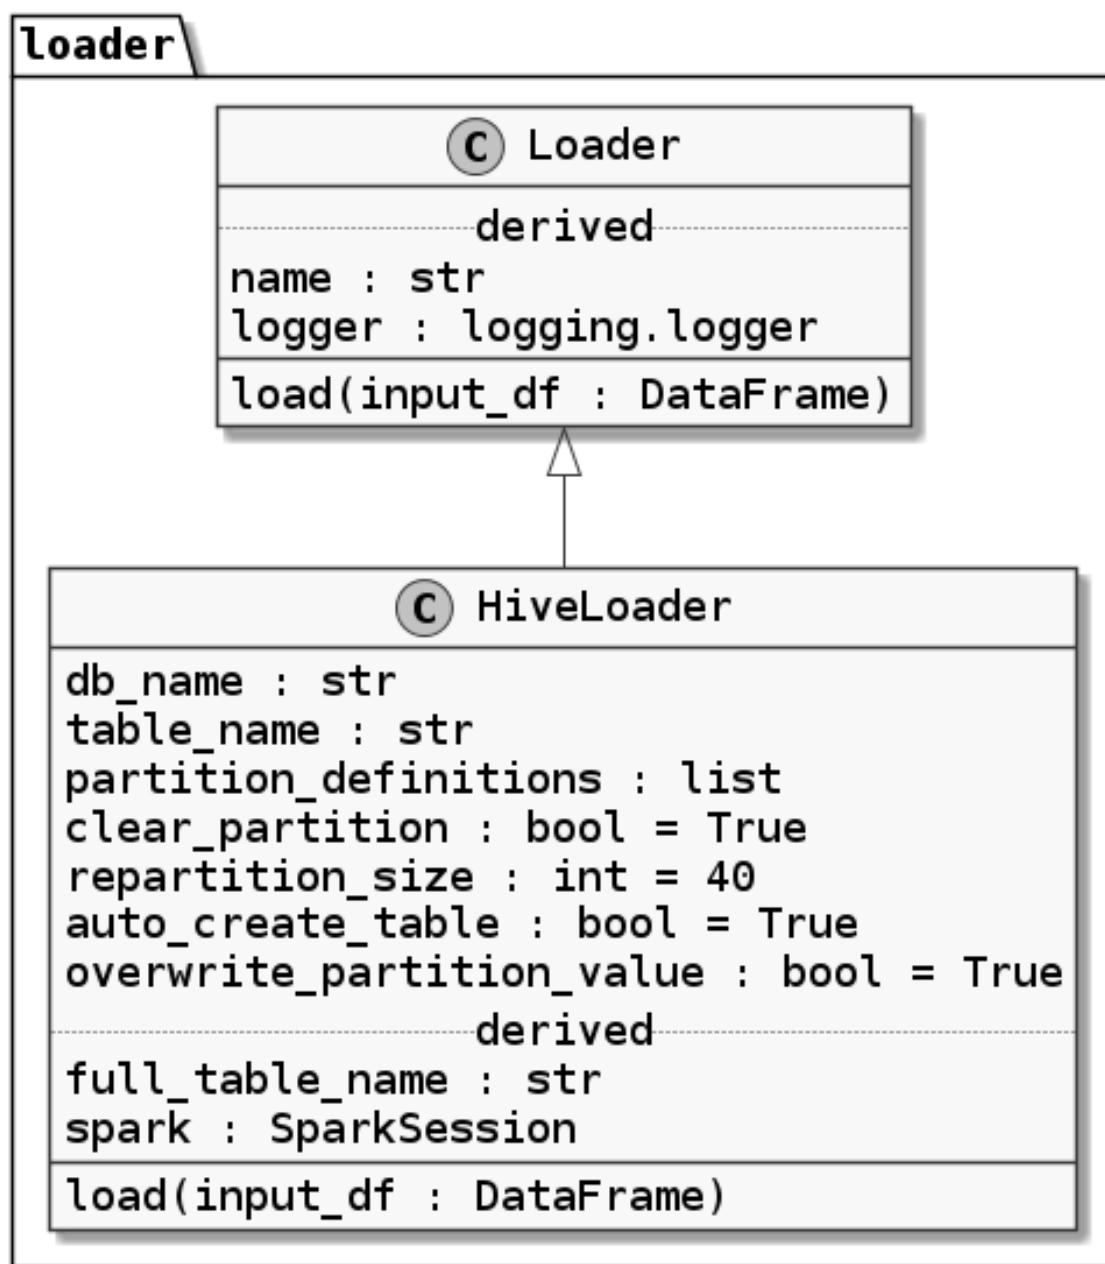 loader
C Loader
derived
name : str
logger : logging.logger
load(input_df : DataFrame)
C HiveLoader
db_name : str
table_name : str
partition_definitions : list
clear_partition : bool = True
repartition_size : int = 40
auto_create_table : bool = True
overwrite_partition_value : bool = True
derived
full_table_name : str
spark : SparkSession
load(input_df : DataFrame)